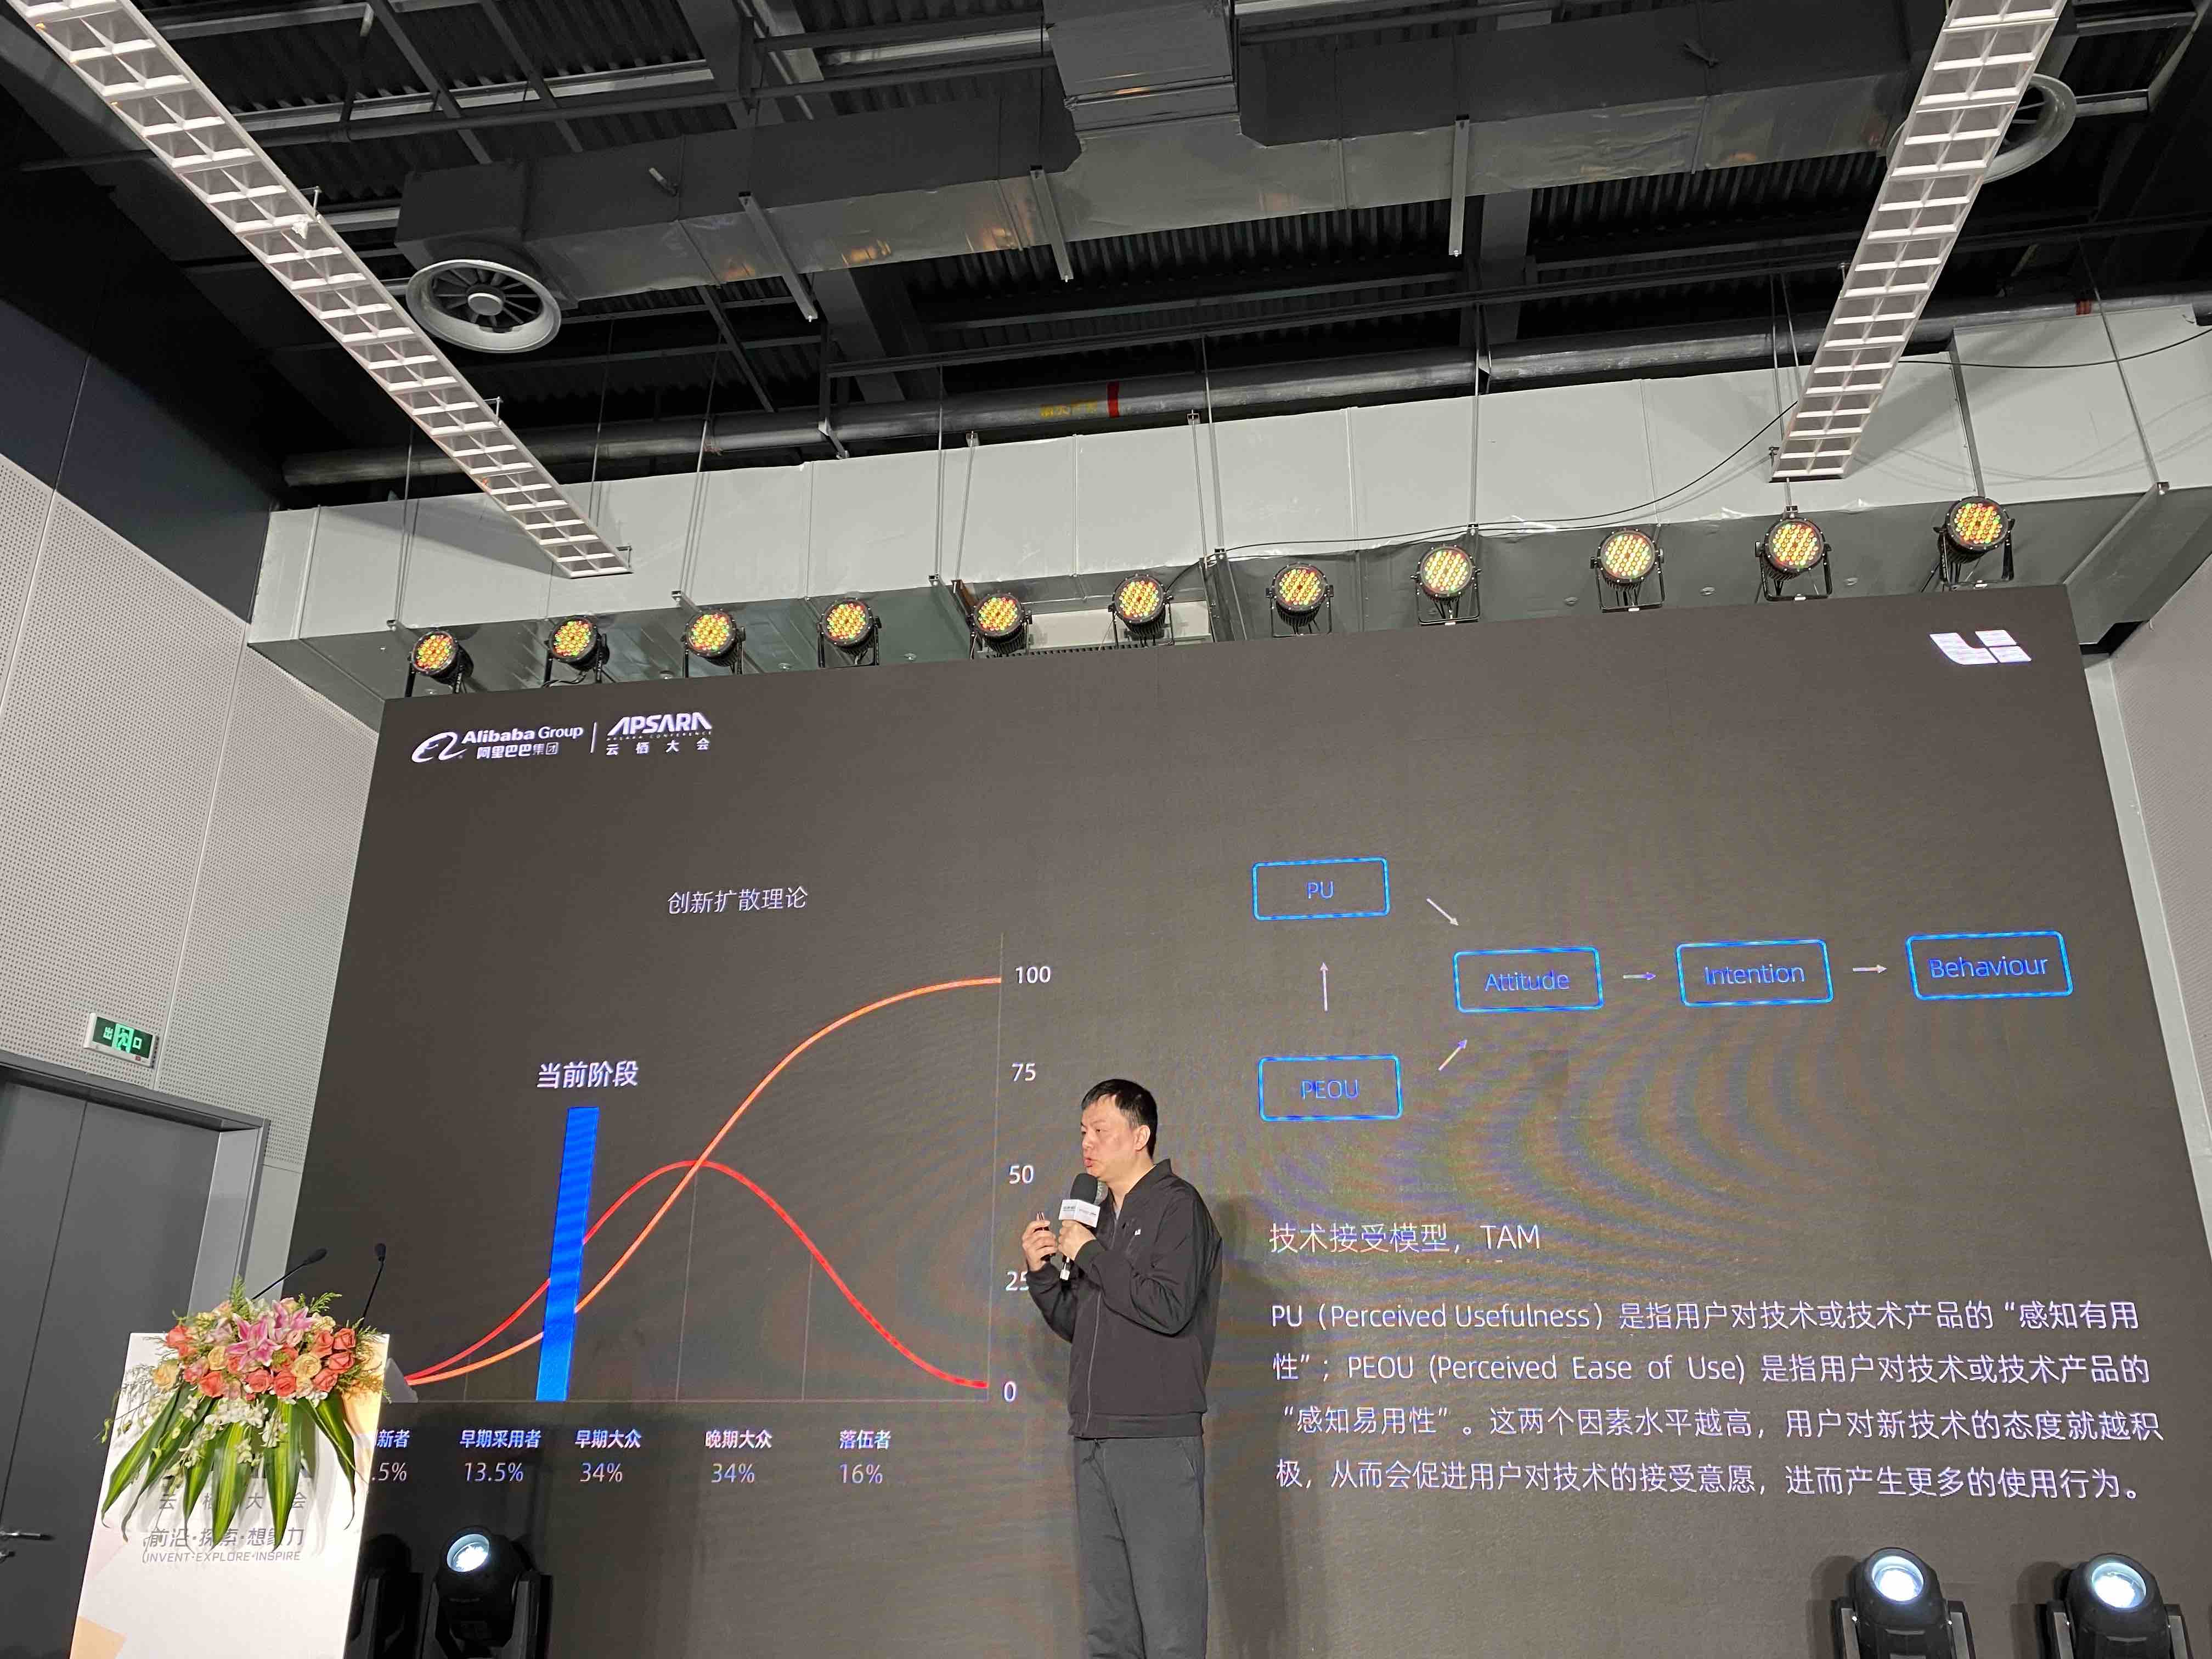 出口
Alibaba Group
阿里巴巴集团
APSARA
云栖大会
创新扩散理论
当前阶段
100
75
50
25
0
新者
早期采用者
早期大众
晚期大众
落伍者
.5%
13.5%
34%
34%
16%
PU
PEOU
Attitude
Intention
Behaviour
技术接受模型，TAM
PU（Perceived Usefulness）是指用户对技术或技术产品的“感知有用
性”；PEOU (Perceived Ease of Use) 是指用户对技术或技术产品的
“感知易用性”。这两个因素水平越高，用户对新技术的态度就越积
极，从而会促进用户对技术的接受意愿，进而产生更多的使用行为。
云栖大会
前沿·探索·想象力
INVENT·EXPLORE·INSPIRE